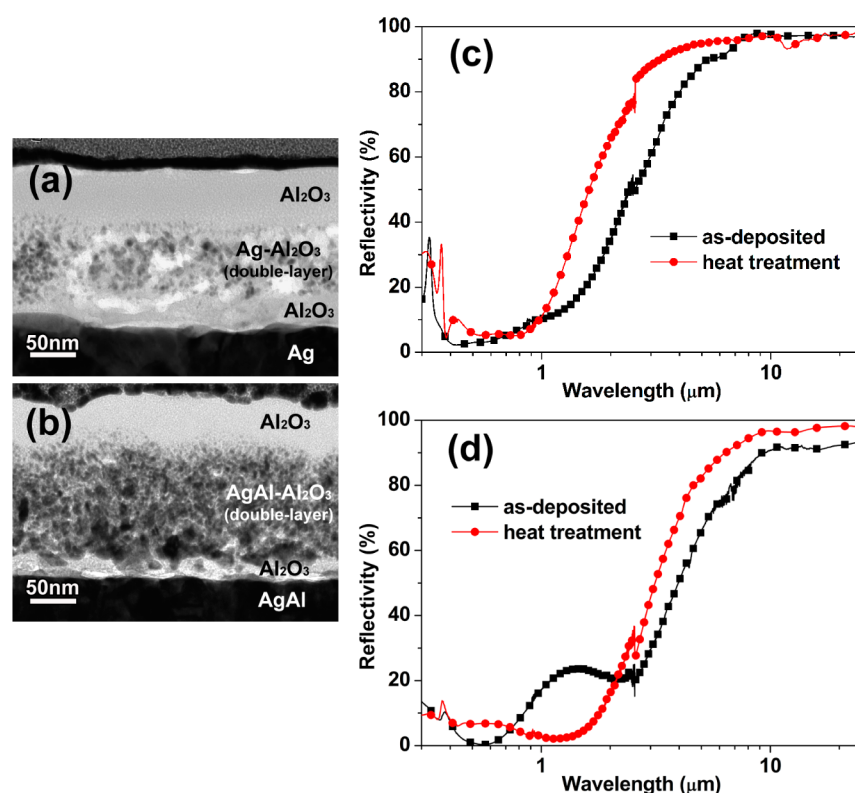 (a)
Al₂O₃
Ag-Al₂O₃
(double-layer)
Al₂O₃
50nm
Ag
(b)
Al₂O₃
AgAl-Al₂O₃
(double-layer)
Al₂O₃
50nm
AgAl
(c)
Reflectivity (%)
100
80
60
40
20
0
as-deposited
heat treatment
1
10
Wavelength (μm)
(d)
Reflectivity (%)
100
80
60
40
20
0
as-deposited
heat treatment
1
10
Wavelength (μm)